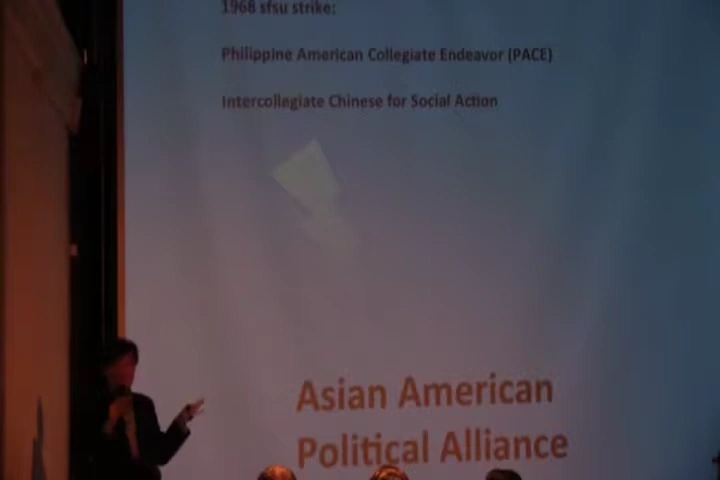 1968 sfsu strike:
Philippine American Collegiate Endeavor (PACE)
Intercollegiate Chinese for Social Action
Asian American
Political Alliance